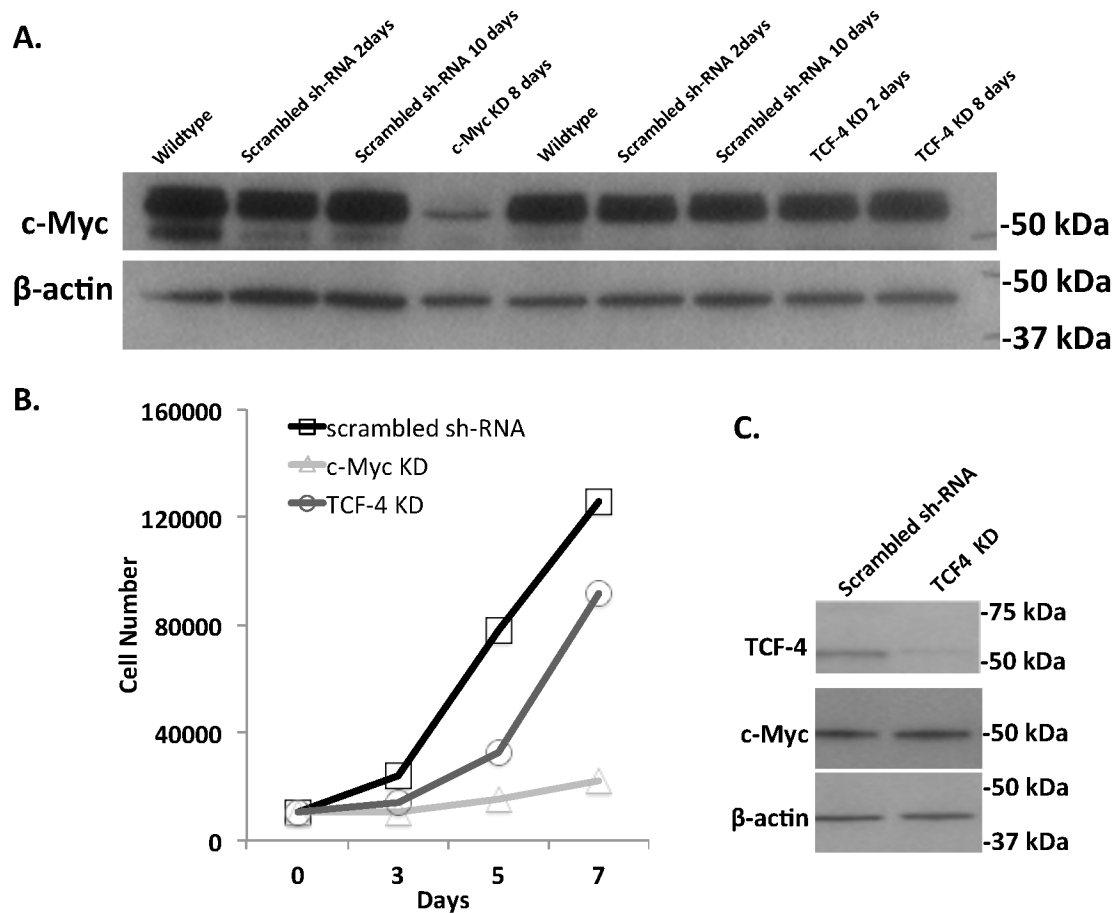 A.
Wildtype
Scrambled sh-RNA 2days
Scrambled sh-RNA 10 days
c-Myc KD 8 days
Wildtype
Scrambled sh-RNA 2days
Scrambled sh-RNA 10 days
TCF-4 KD 2 days
TCF-4 KD 8 days
c-Myc
-50 kDa
β-actin
-50 kDa
-37 kDa
B.
160000
120000
80000
40000
0
Cell Number
scrambled sh-RNA
c-Myc KD
TCF-4 KD
0 3 5 7
Days
C.
Scrambled sh-RNA
TCF4 KD
-75 kDa
TCF-4
-50 kDa
c-Myc
-50 kDa
-50 kDa
β-actin
-37 kDa